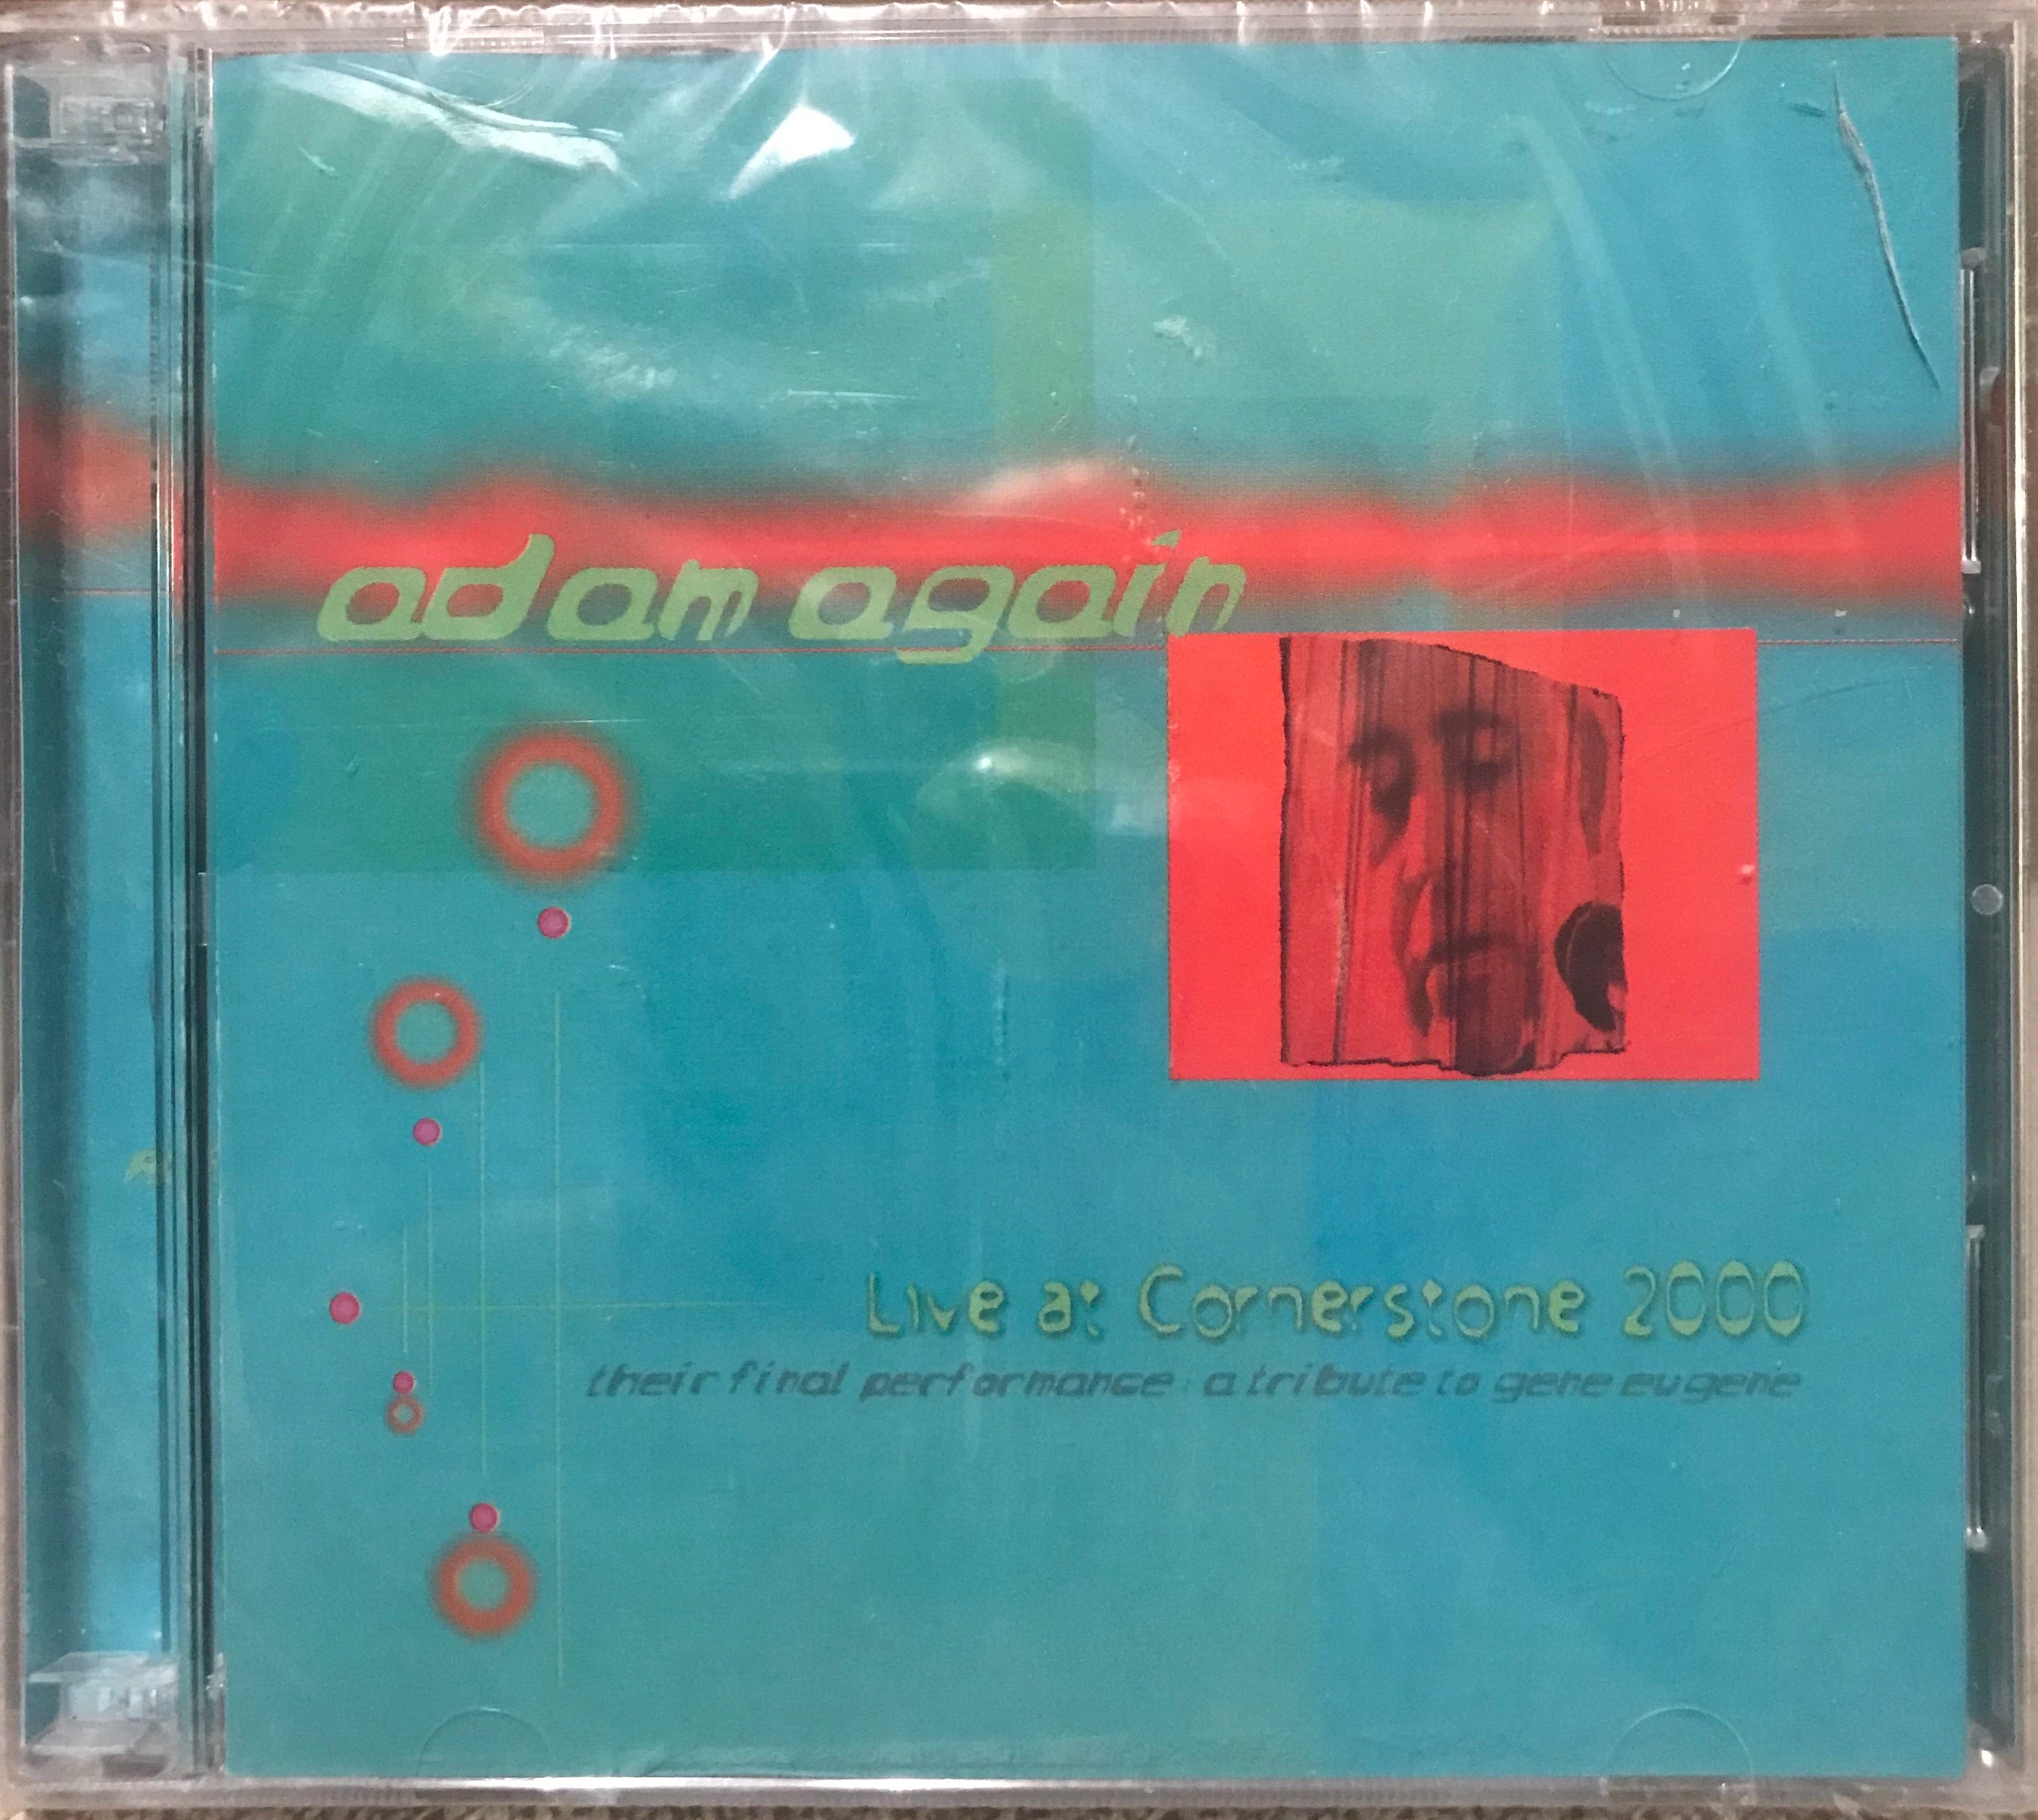 adam again
Live at Cornerstone 2000
their final performance: a tribute to gene eugene